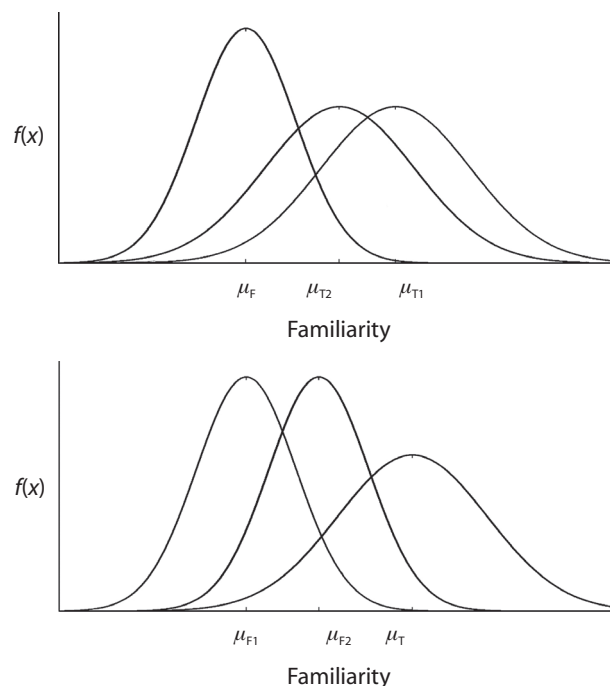 f(x)
μF μT2 μT1
Familiarity
f(x)
μF1 μF2 μT
Familiarity